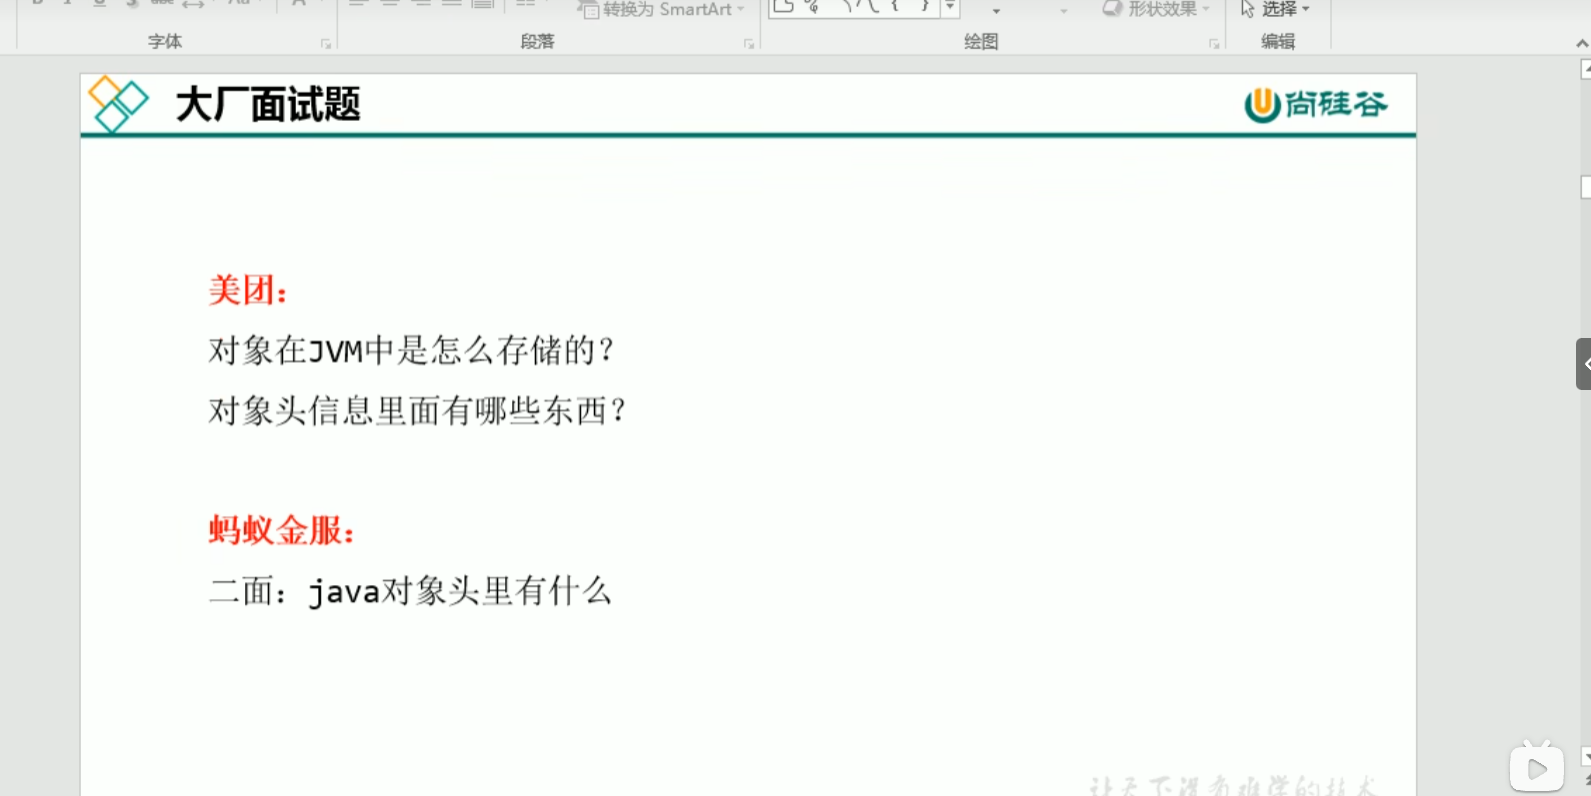 转换为 SmartArt
形状效果
选择
字体
段落
绘图
编辑
大厂面试题
尚硅谷
美团：
对象在JVM中是怎么存储的？
对象头信息里面有哪些东西？
蚂蚁金服：
二面：java对象头里有什么
让天下没有难学的技术